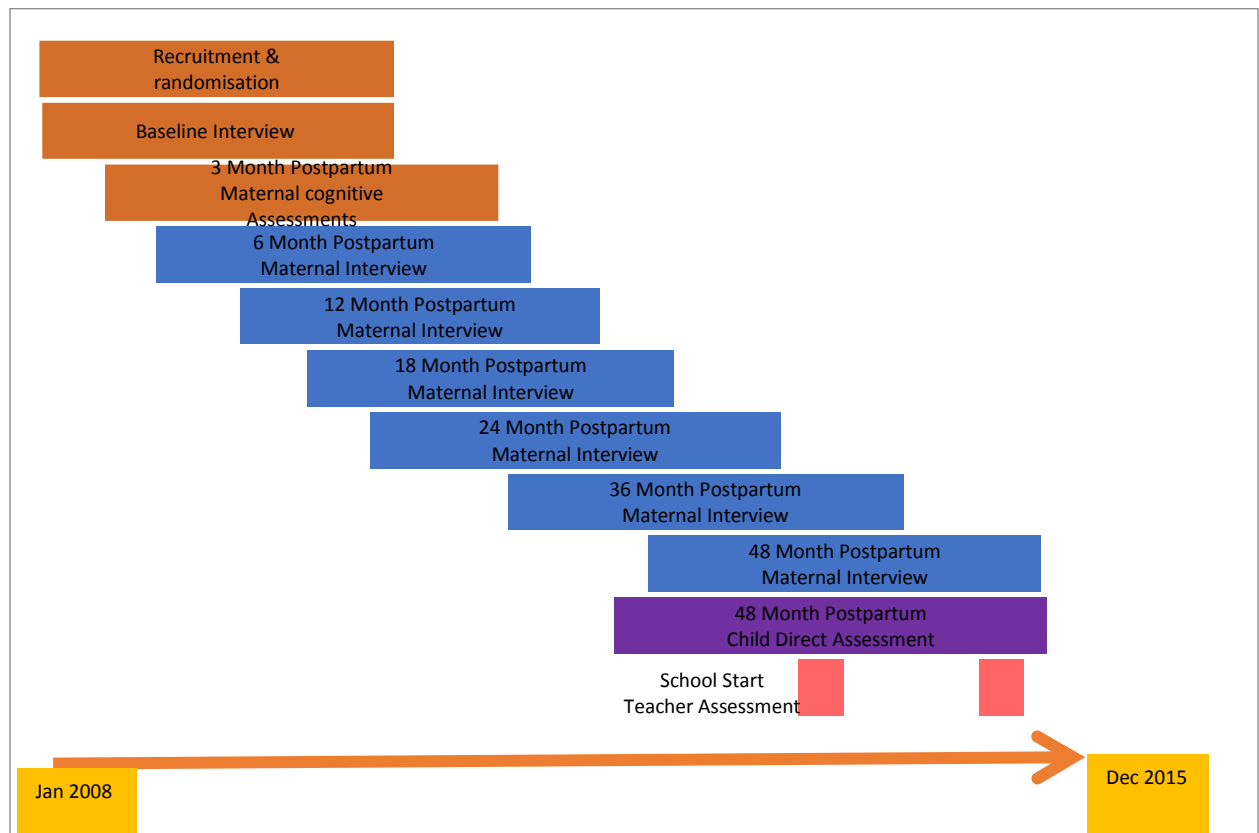 Recruitment &
randomisation
Baseline Interview
3 Month Postpartum
Maternal cognitive
Assessments
6 Month Postpartum
Maternal Interview
12 Month Postpartum
Maternal Interview
18 Month Postpartum
Maternal Interview
24 Month Postpartum
Maternal Interview
36 Month Postpartum
Maternal Interview
48 Month Postpartum
Maternal Interview
48 Month Postpartum
Child Direct Assessment
School Start
Teacher Assessment
Jan 2008
Dec 2015